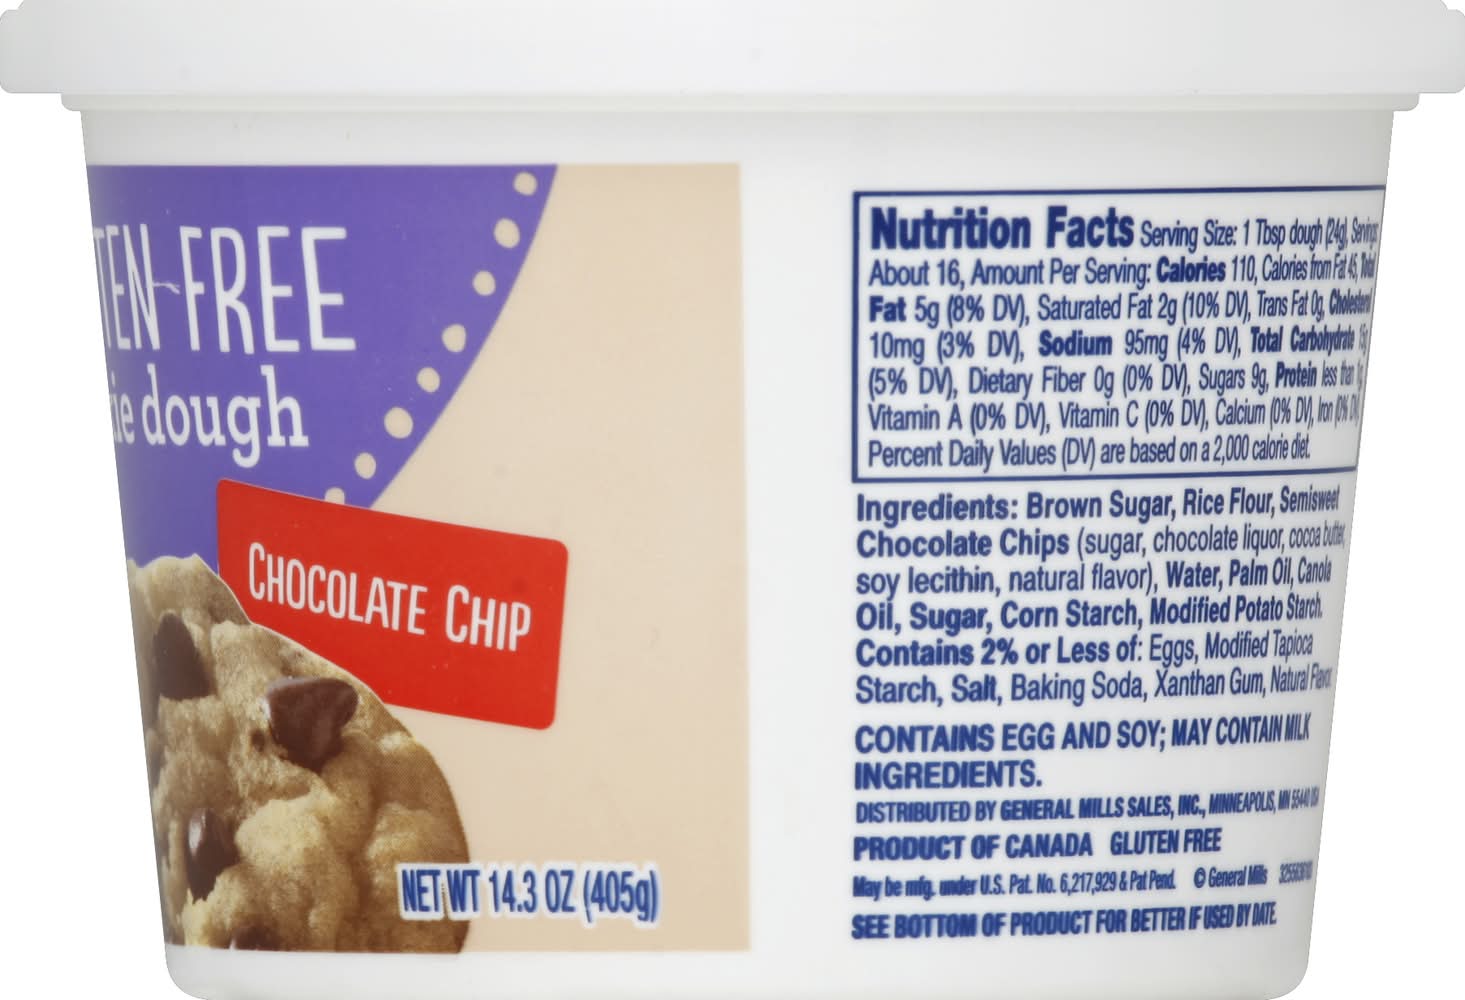 TEN FREE
ie dough
CHOCOLATE CHIP
NET WT 14.3 OZ (405g)
Nutrition Facts Serving Size: 1 Tbsp dough (24g), Servings
About 16, Amount Per Serving: Calories 110, Calories from Fat 45, Total
Fat 5g (8% DV), Saturated Fat 2g (10% DV), Trans Fat 0g, Cholesterol
10mg (3% DV), Sodium 95mg (4% DV), Total Carbohydrate 15g
(5% DV), Dietary Fiber 0g (0% DV), Sugars 9g, Protein less than 1g,
Vitamin A (0% DV), Vitamin C (0% DV), Calcium (0% DV), Iron (0% DV)
Percent Daily Values (DV) are based on a 2,000 calorie diet.
Ingredients: Brown Sugar, Rice Flour, Semisweet
Chocolate Chips (sugar, chocolate liquor, cocoa butter,
soy lecithin, natural flavor), Water, Palm Oil, Canola
Oil, Sugar, Corn Starch, Modified Potato Starch.
Contains 2% or Less of: Eggs, Modified Tapioca
Starch, Salt, Baking Soda, Xanthan Gum, Natural Flavor.
CONTAINS EGG AND SOY; MAY CONTAIN MILK
INGREDIENTS.
DISTRIBUTED BY GENERAL MILLS SALES, INC., MINNEAPOLIS, MN 55440 USA
PRODUCT OF CANADA GLUTEN FREE
May be mfg. under U.S. Pat. No. 6,217,929 & Pat Pend. © General Mills
SEE BOTTOM OF PRODUCT FOR BETTER IF USED BY DATE.